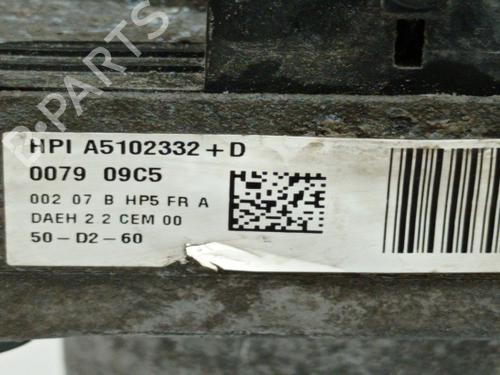 HPI A5102332+D
0079 09C5
002 07 B HP5 FR A
DAEH 2 2 CEM 00
50-D2-60
B-PARTS